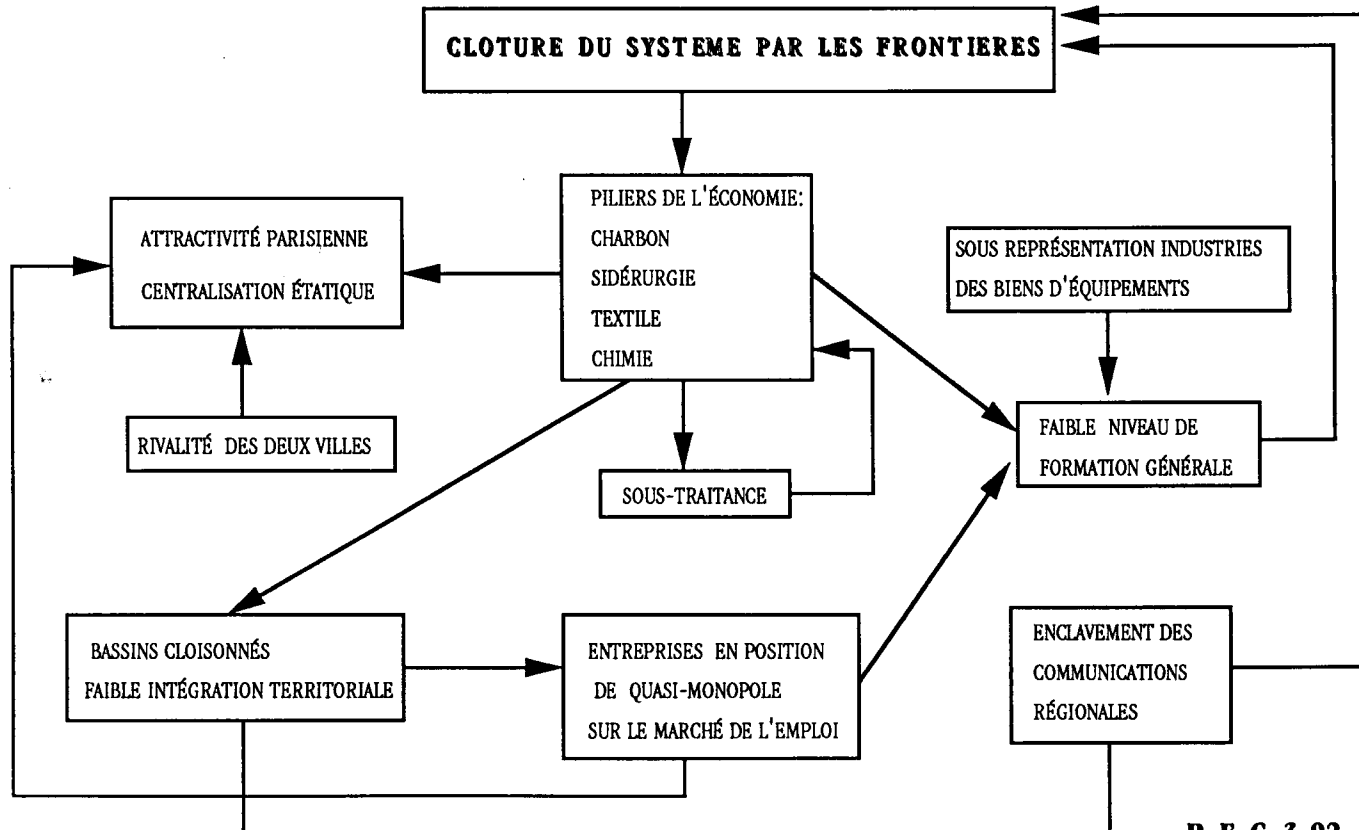 CLOTURE DU SYSTEME PAR LES FRONTIERES
PILIERS DE L'ÉCONOMIE:
CHARBON
SIDÉRURGIE
TEXTILE
CHIMIE
ATTRACTIVITÉ PARISIENNE
CENTRALISATION ÉTATIQUE
SOUS REPRÉSENTATION INDUSTRIES
DES BIENS D'ÉQUIPEMENTS
RIVALITÉ DES DEUX VILLES
FAIBLE NIVEAU DE
FORMATION GÉNÉRALE
SOUS-TRAITANCE
BASSINS CLOISONNÉS
FAIBLE INTÉGRATION TERRITORIALE
ENTREPRISES EN POSITION
DE QUASI-MONOPOLE
SUR LE MARCHÉ DE L'EMPLOI
ENCLAVEMENT DES
COMMUNICATIONS
RÉGIONALES